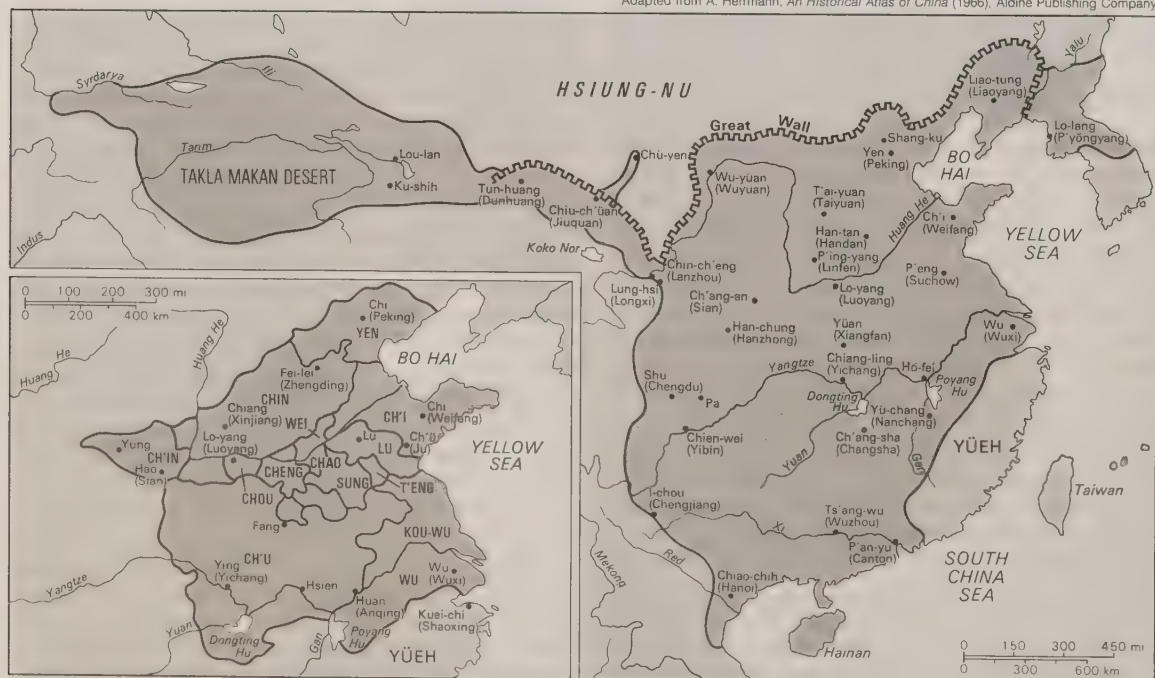 Adapted from A. Herrmann, An Historical Atlas of China (1966), Aldine Publishing Company
Syrdarya
Ili
HSIUNG-NU
Yalu
Liao-tung
(Liaoyang)
Great Wall
Shang-ku
Lo-lang
(P'yŏngyang)
Yen
(Peking)
BO
HAI
Tarim
Lou-lan
Chü-yen
TAKLA MAKAN DESERT
Ku-shih
Tun-huang
(Dunhuang)
Wu-yüan
(Wuyuan)
T'ai-yuan
(Taiyuan)
Huang He
Ch'i
(Weifang)
Chiu-ch'üan
(Jiuquan)
Han-tan
(Handan)
YELLOW
SEA
Indus
Koko Nor
P'ing-yang
(Linfen)
P'eng
(Suchow)
Chin-ch'eng
(Lanzhou)
Lung-hsi
(Longxi)
Ch'ang-an
(Sian)
Lo-yang
(Luoyang)
Han-chung
(Hanzhong)
Yüan
(Xiangfan)
Wu
(Wuxi)
Chiang-ling
(Yichang)
Ho-fei
Shu
(Chengdu)
Pa
Yangtze
Dongting
Hu
Poyang
Hu
Yü-chang
(Nanchang)
Chien-wei
(Yibin)
Ch'ang-sha
(Changsha)
Yuan
Gan
YÜEH
Taiwan
I-chou
(Chengjiang)
Ts'ang-wu
(Wuzhou)
Xi
P'an-yu
(Canton)
Red
Mekong
SOUTH
CHINA
SEA
Chiao-chih
(Hanoi)
Hainan
0 150 300 450 mi
0 300 600 km
0 100 200 300 mi
0 200 400 km
Chi
(Peking)
YEN
Huang He
Huang He
BO HAI
Fei-lei
(Zhengding)
CHIN
Chiang
(Xinjiang)
WEI
CH'I
Chi
(Weifang)
Lo-yang
(Luoyang)
Lu
LU
Ch'ü
(Ju)
YELLOW
SEA
Yung
CH'IN
Hao
(Sian)
CHENG
CHAO
CHOU
SUNG
T'ENG
Fang
KOU-WU
CH'U
Ying
(Yichang)
Hsien
WU
Wu
(Wuxi)
Yangtze
Huan
(Anqing)
Kuei-chi
(Shaoxing)
Yuan
Dongting
Hu
Gan
Poyang
Hu
YÜEH